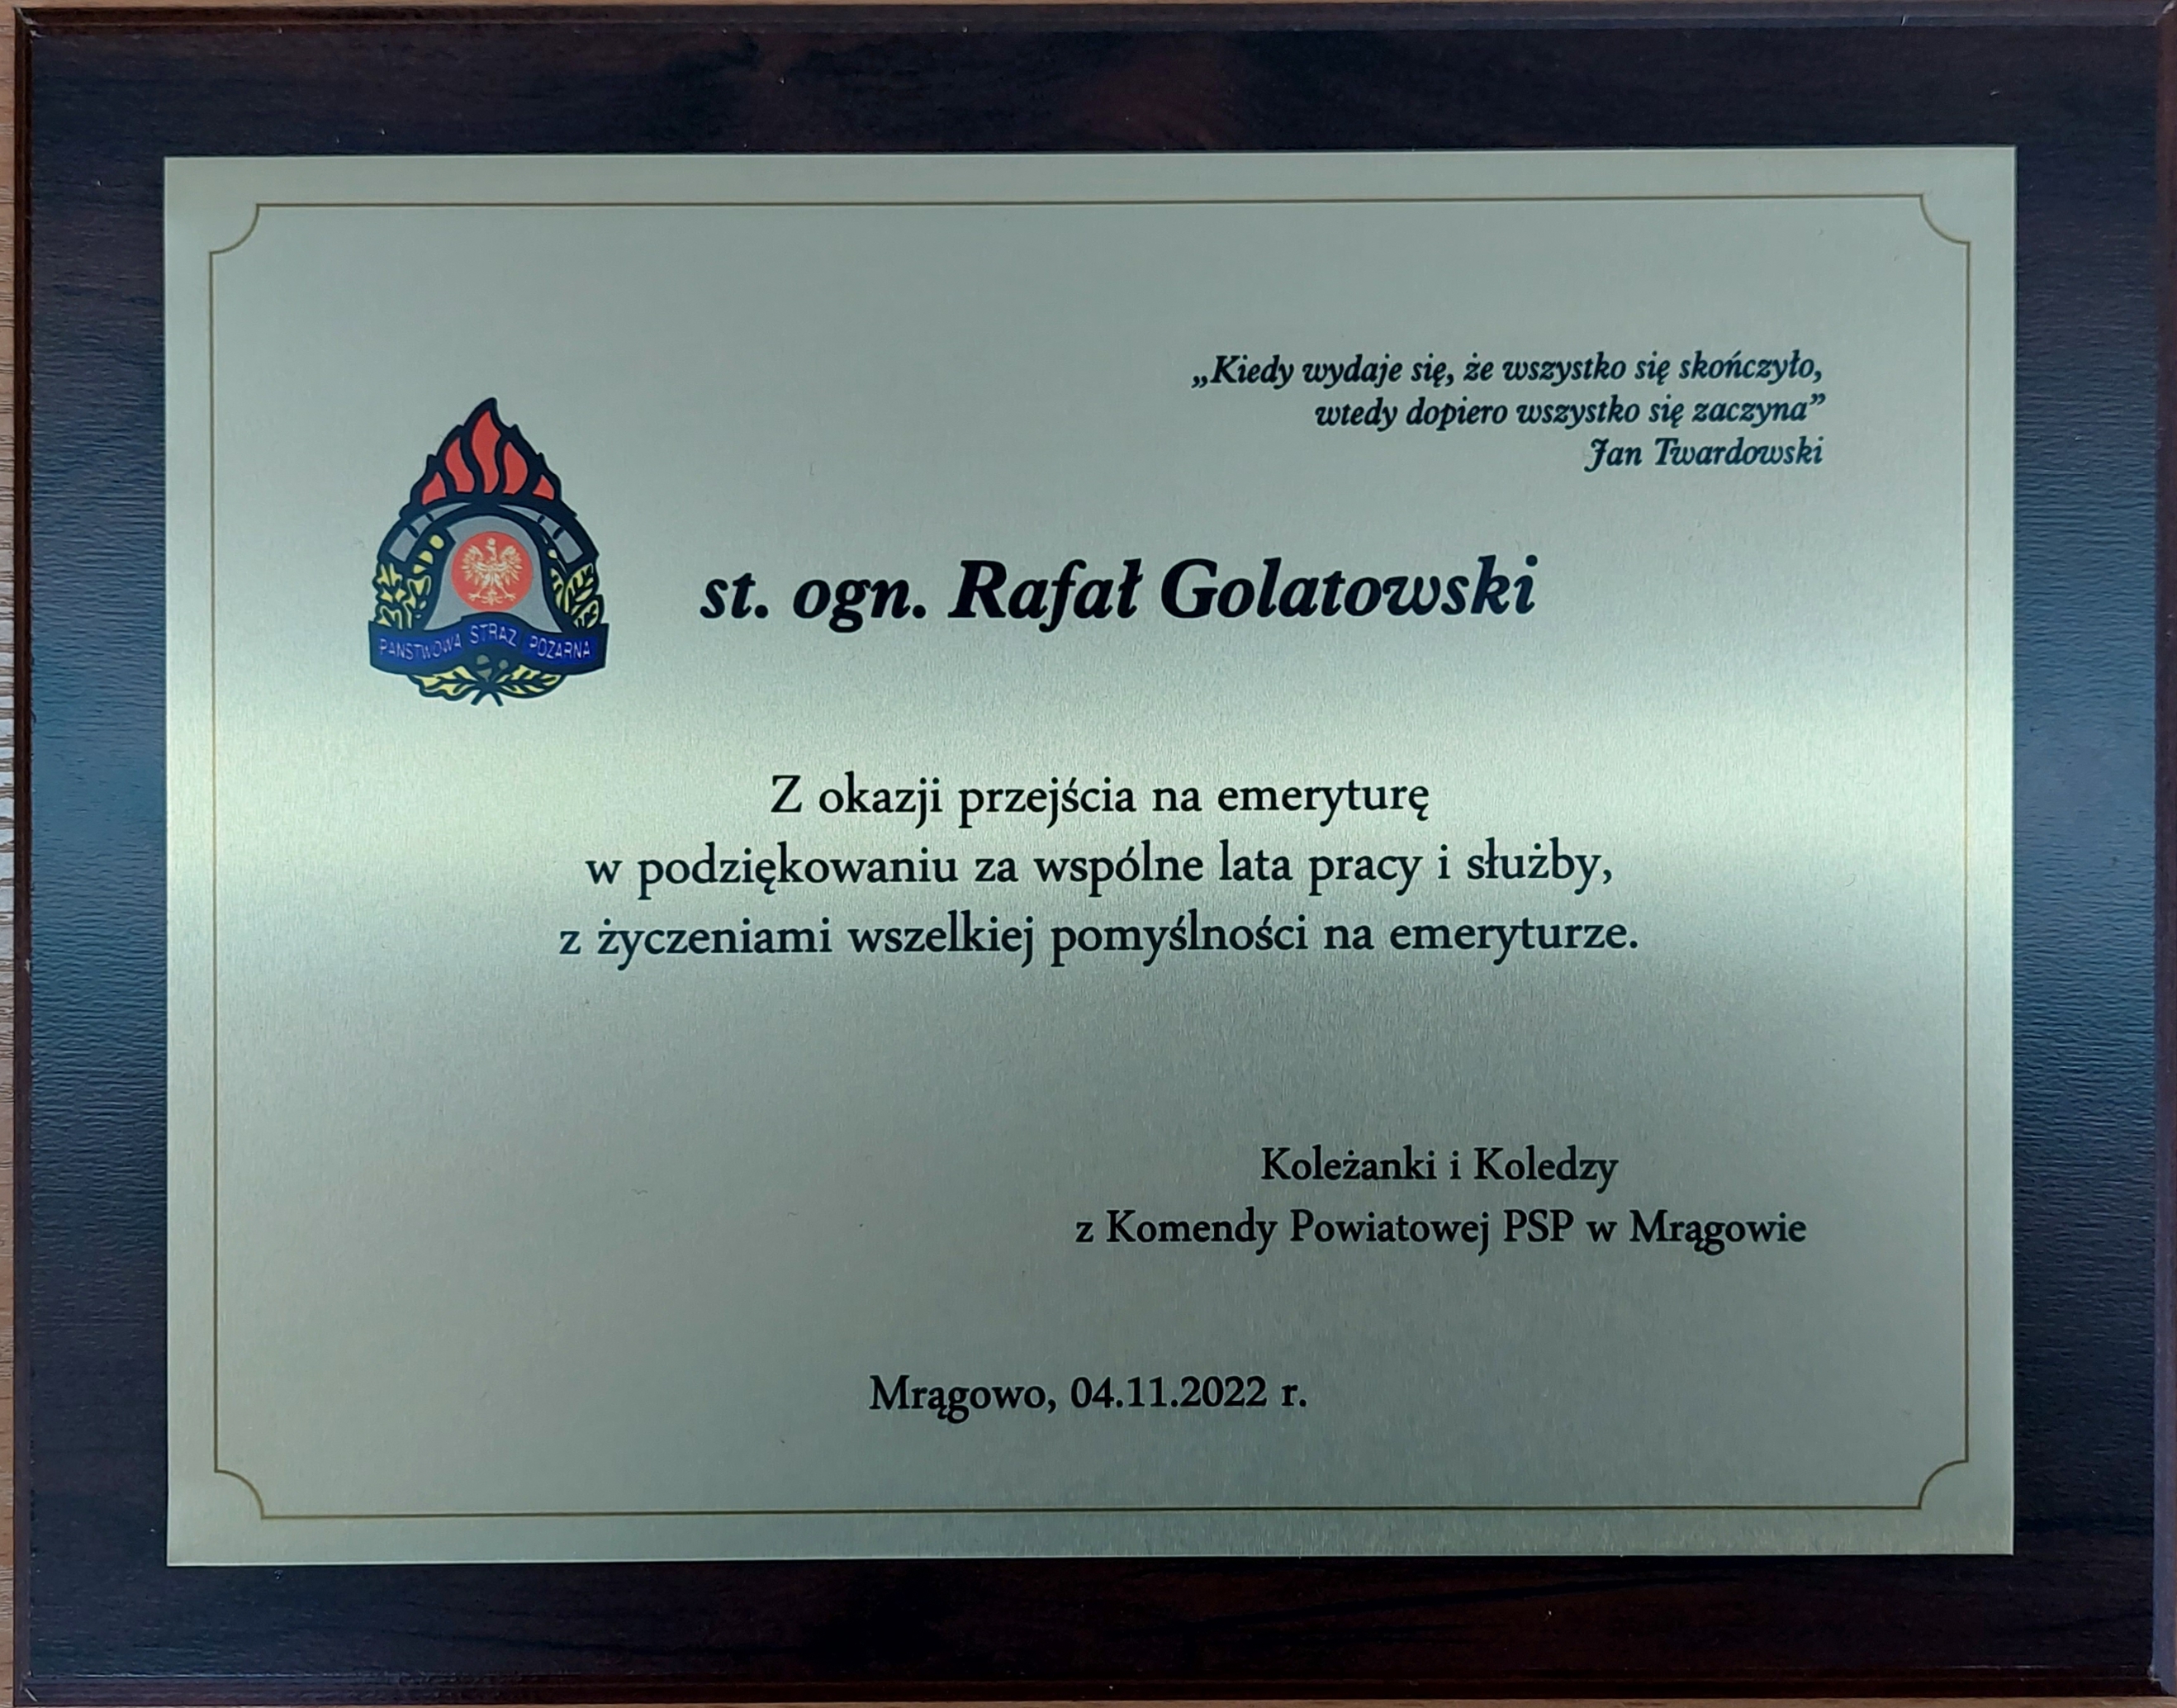 „Kiedy wydaje się, że wszystko się skończyło,
wtedy dopiero wszystko się zaczyna”
Jan Twardowski
PAŃSTWOWA STRAŻ POŻARNA
st. ogn. Rafał Golatowski
Z okazji przejścia na emeryturę
w podziękowaniu za wspólne lata pracy i służby,
z życzeniami wszelkiej pomyślności na emeryturze.
Koleżanki i Koledzy
z Komendy Powiatowej PSP w Mrągowie
Mrągowo, 04.11.2022 r.